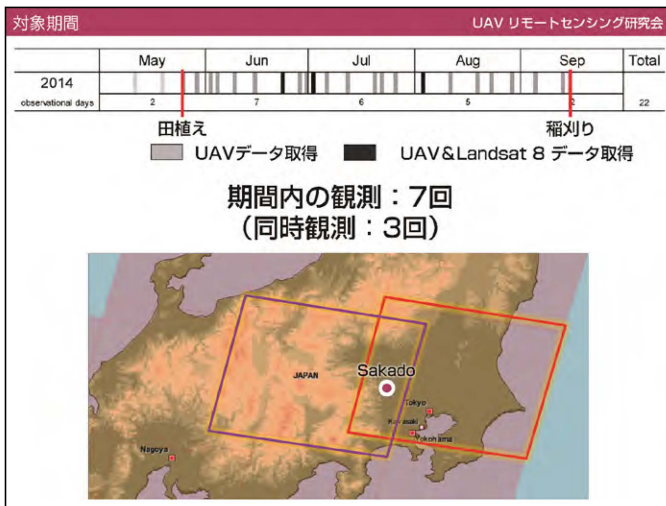 対象期間
UAV リモートセンシング研究会
May Jun Jul Aug Sep Total
2014
observational days 2 7 6 5 2 22
田植え 稲刈り
UAVデータ取得 UAV&Landsat 8 データ取得
期間内の観測：7回
（同時観測：3回）
Sakado
JAPAN
Tokyo
Kawasaki
Yokohama
Nagoya